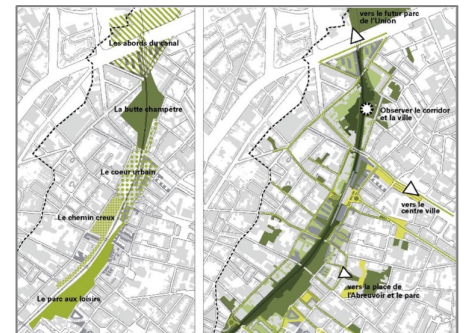 Les abords du canal
La butte champêtre
Le coeur urbain
Le chemin creux
Le parc aux loisirs
vers le futur parc
de l'Union
Observer le corridor
et la ville
vers le
centre ville
vers la place de
l'Abreuvoir et le parc